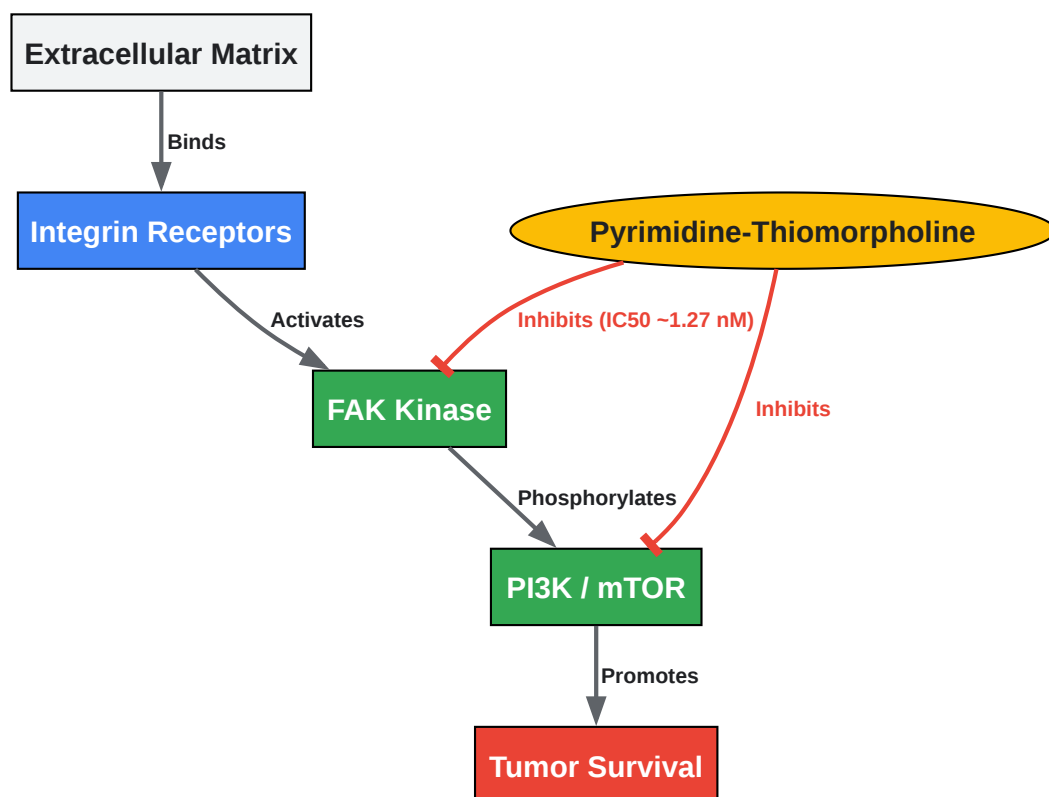 Extracellular Matrix
Binds
Integrin Receptors
Pyrimidine-Thiomorpholine
Activates
Inhibits (IC50 ~1.27 nM)
FAK Kinase
Inhibits
Phosphorylates
PI3K / mTOR
Promotes
Tumor Survival